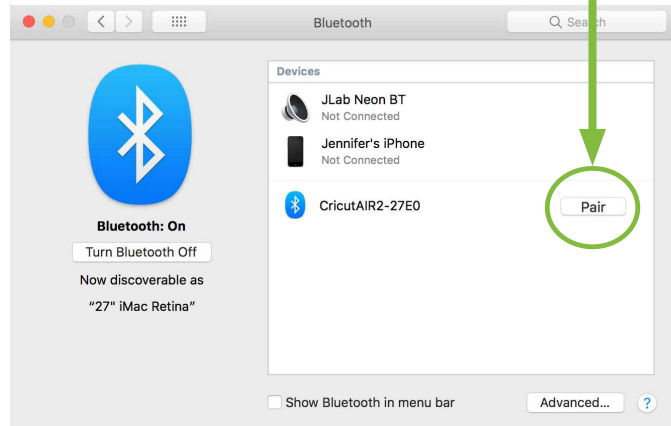 Bluetooth
Search
Devices
JLab Neon BT
Not Connected
Jennifer's iPhone
Not Connected
CricutAIR2-27E0
Pair
Bluetooth: On
Turn Bluetooth Off
Now discoverable as
“27" iMac Retina”
Show Bluetooth in menu bar
Advanced...
?